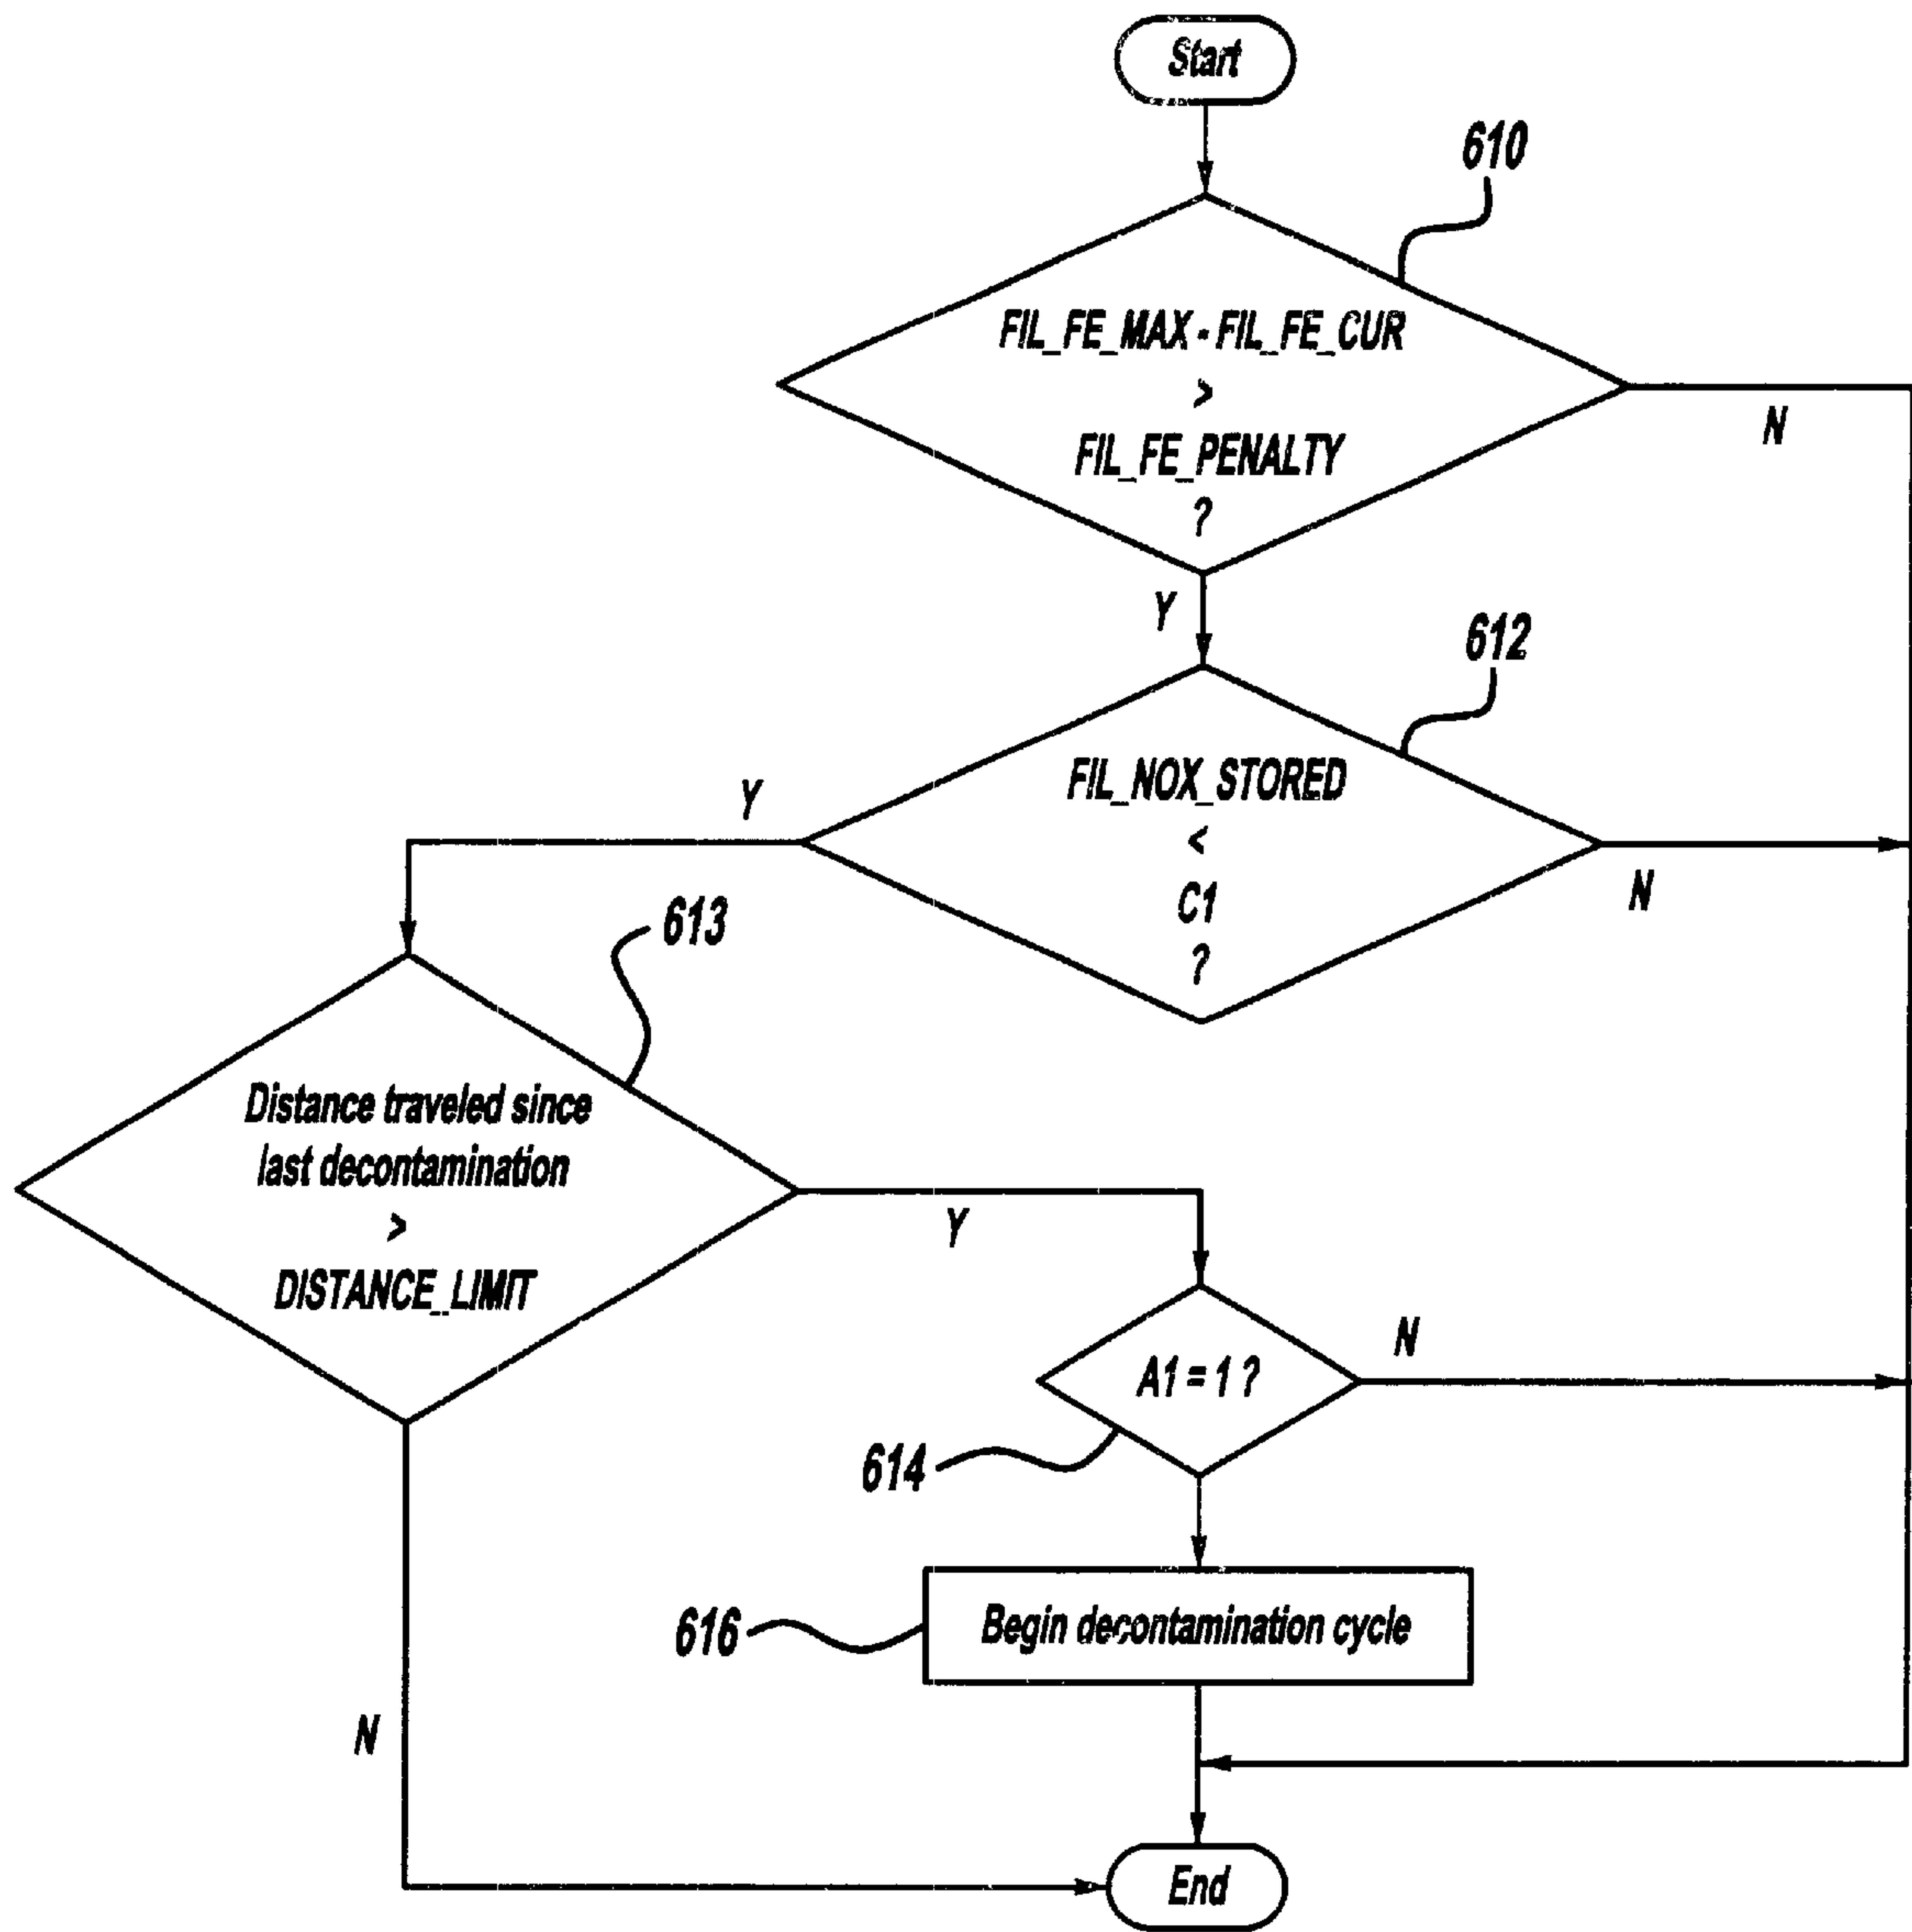 Start
610
FIL_FE_MAX - FIL_FE_CUR
>
FIL_FE_PENALTY
?
N
Y
612
FIL_NOX_STORED
<
C1
?
Y
N
613
Distance traveled since
last decontamination
>
DISTANCE_LIMIT
Y
A1 = 1 ?
N
614
616
Begin decontamination cycle
N
End